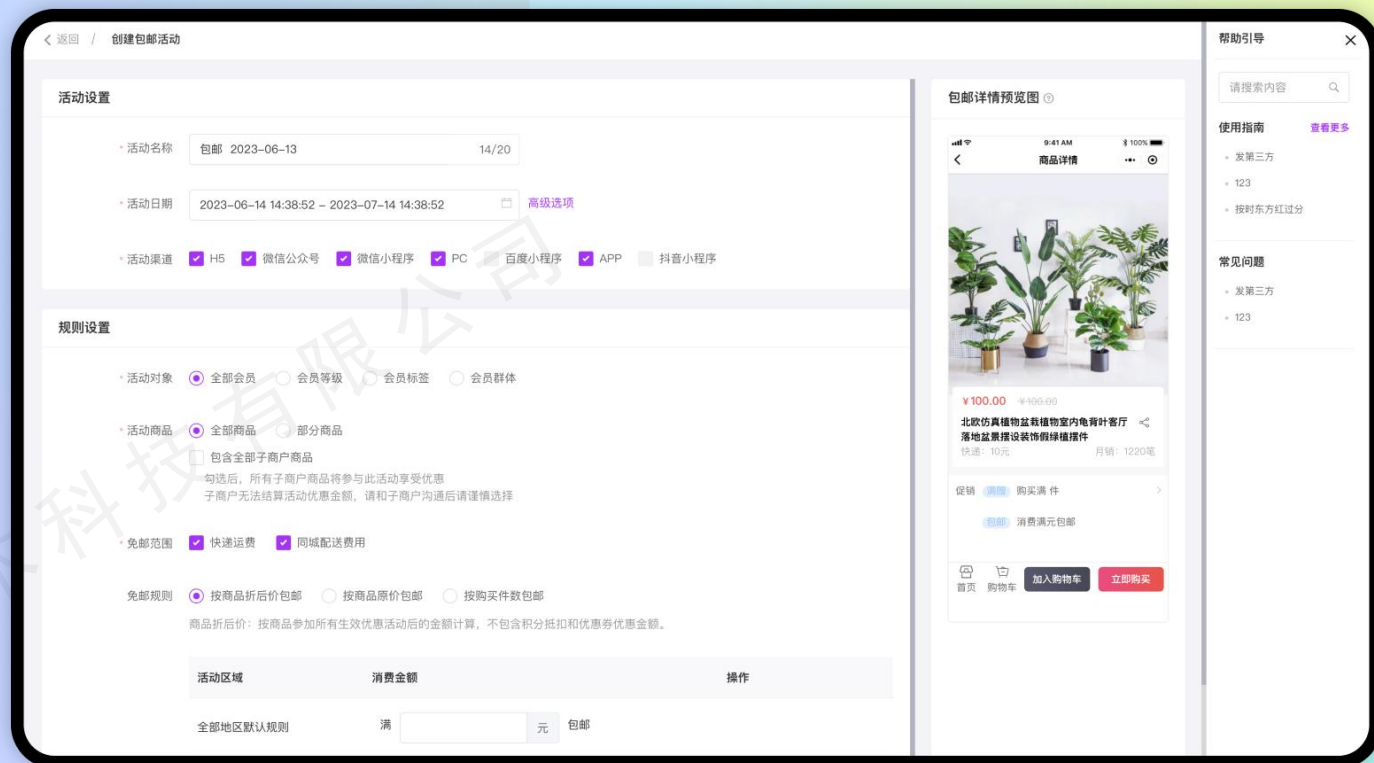 返回 / 创建包邮活动
活动设置
* 活动名称 包邮 2023-06-13 14/20
* 活动日期 2023-06-14 14:38:52 - 2023-07-14 14:38:52 高级选项
* 活动渠道 H5 微信公众号 微信小程序 PC 百度小程序 APP 抖音小程序
规则设置
* 活动对象 全部会员 会员等级 会员标签 会员群体
* 活动商品 全部商品 部分商品
包含全部子商户商品
勾选后，所有子商户商品将参与此活动享受优惠
子商户无法结算活动优惠金额，请和子商户沟通后请谨慎选择
* 免邮范围 快递运费 同城配送费用
免邮规则 按商品折后价包邮 按商品原价包邮 按购买件数包邮
商品折后价：按商品参加所有生效优惠活动后的金额计算，不包含积分抵扣和优惠券优惠金额。
活动区域 消费金额 操作
全部地区默认规则 满 元 包邮
包邮详情预览图
9:41 AM 100%
商品详情
¥100.00 ¥100.00
北欧仿真植物盆栽植物室内龟背叶客厅
落地盆景摆设装饰假绿植摆件
快递：10元 月销：1220笔
促销 购买满 件
包邮 消费满元包邮
首页 购物车 加入购物车 立即购买
帮助引导
请搜索内容
使用指南 查看更多
发第三方
123
按时东方红过分
常见问题
发第三方
123
科技有限公司